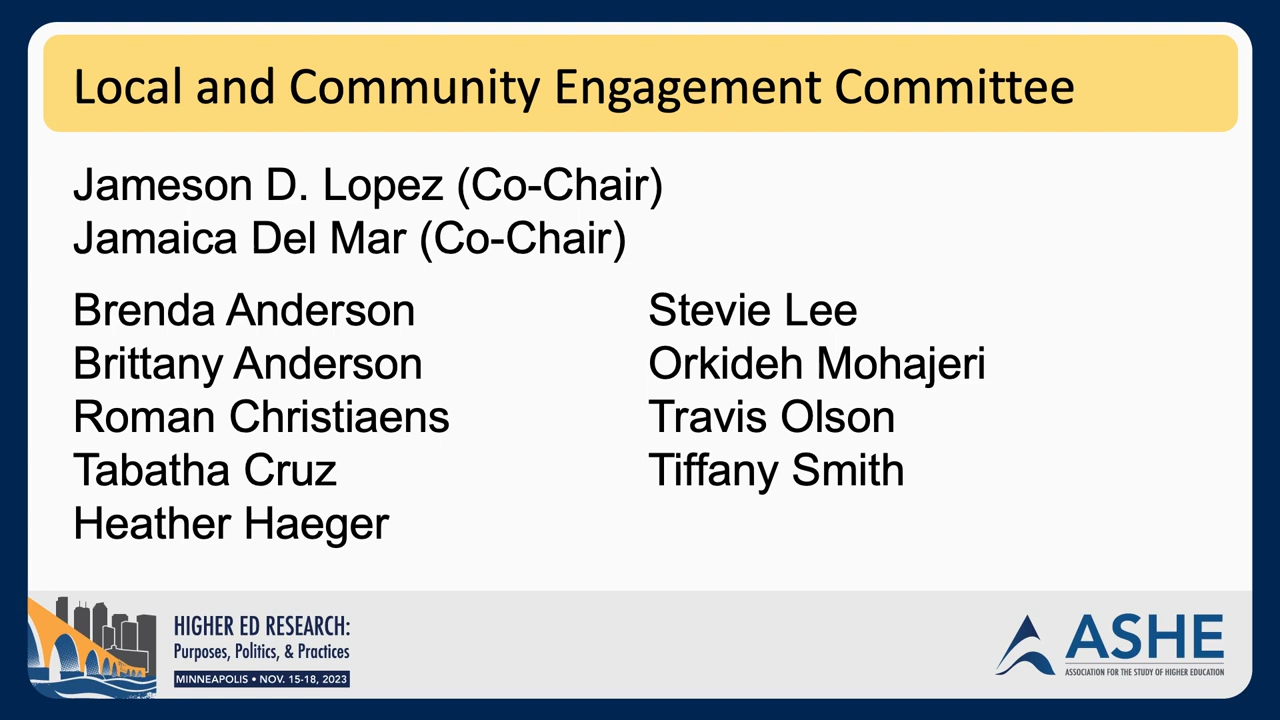 Local and Community Engagement Committee
Jameson D. Lopez (Co-Chair)
Jamaica Del Mar (Co-Chair)
Brenda Anderson
Brittany Anderson
Roman Christiaens
Tabatha Cruz
Heather Haeger
Stevie Lee
Orkideh Mohajeri
Travis Olson
Tiffany Smith
HIGHER ED RESEARCH:
Purposes, Politics, & Practices
MINNEAPOLIS • NOV. 15-18, 2023
ASHE
ASSOCIATION FOR THE STUDY OF HIGHER EDUCATION